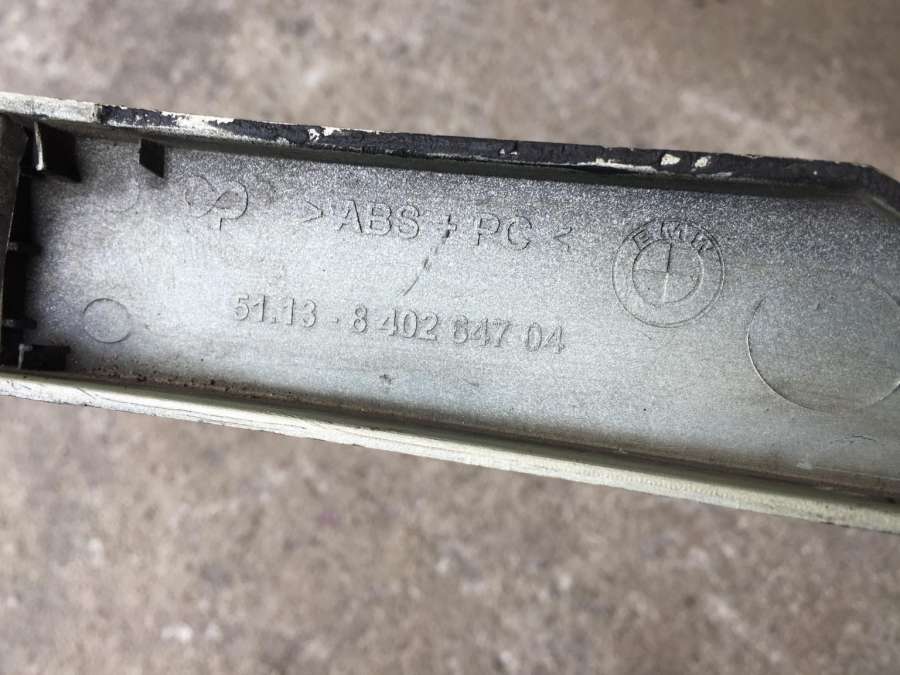 >ABS + PC<
BMW
51.13 - 8 402 647 04